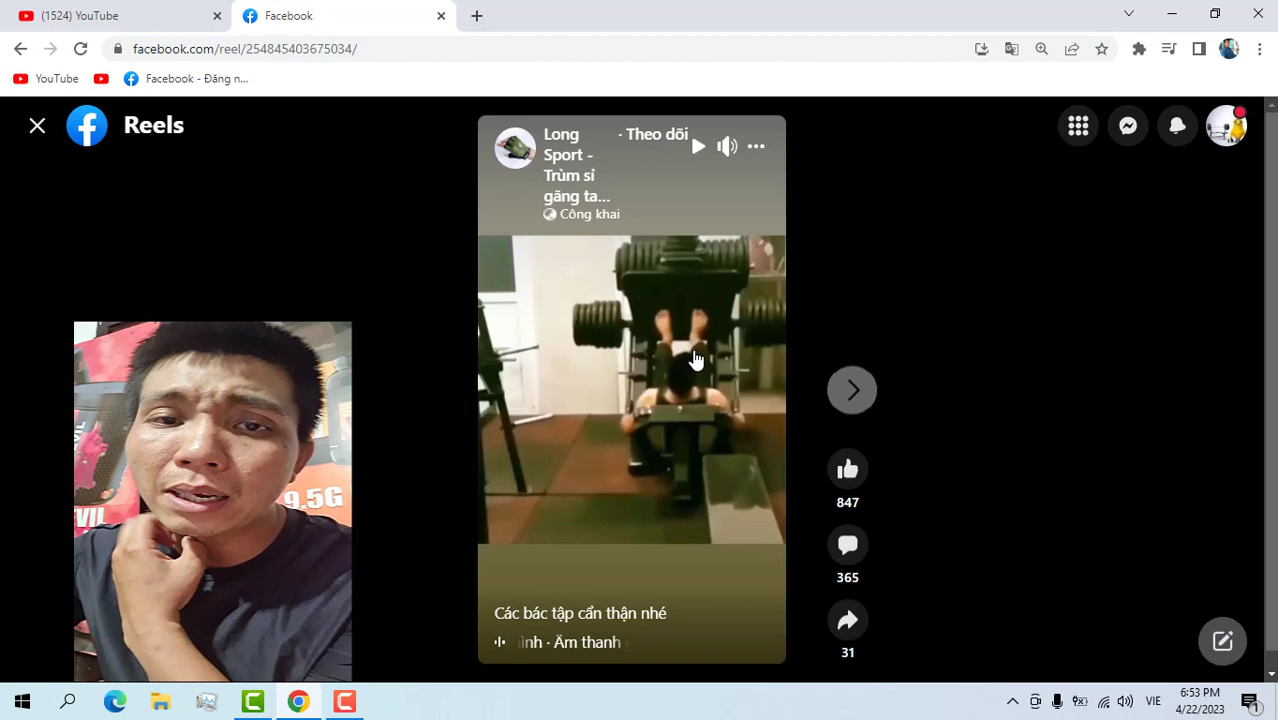 (1524) YouTube
Facebook
facebook.com/reel/254845403675034/
YouTube
Facebook - Đăng n...
Reels
Long Sport - Trùm sỉ găng ta... · Theo dõi
Công khai
9.5G
847
365
31
Các bác tập cẩn thận nhé
ình · Âm thanh
VIE
6:53 PM
4/22/2023
1